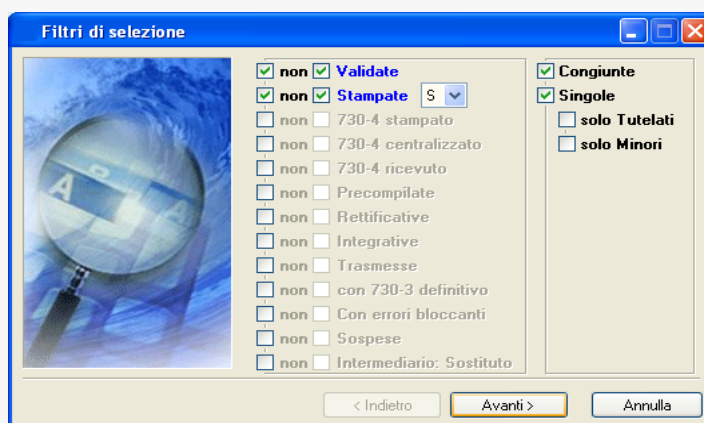 Filtri di selezione
non Validate
non Stampate S
non 730-4 stampato
non 730-4 centralizzato
non 730-4 ricevuto
non Precompilate
non Rettificative
non Integrative
non Trasmesse
non con 730-3 definitivo
non Con errori bloccanti
non Sospese
non Intermediario: Sostituto
Congiunte
Singole
solo Tutelati
solo Minori
< Indietro Avanti > Annulla